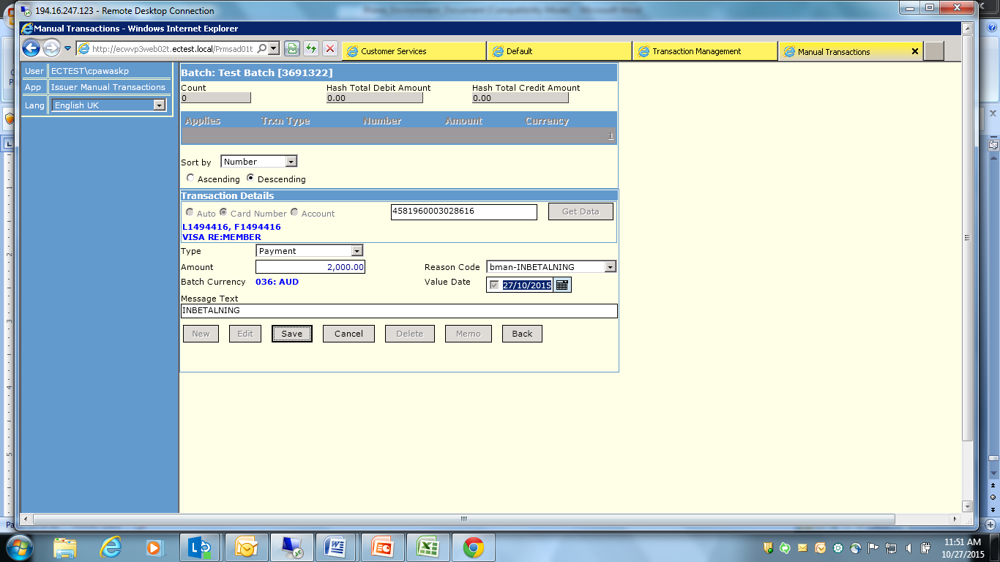 194.16.247.123 - Remote Desktop Connection
Manual Transactions - Windows Internet Explorer
http://ecwvp3web02t.ectest.local/Prmsad01t
Customer Services
Default
Transaction Management
Manual Transactions
User ECTEST\cpawaskp
App Issuer Manual Transactions
Lang English UK
Batch: Test Batch [3691322]
Count Hash Total Debit Amount Hash Total Credit Amount
0 0.00 0.00
Applies Trxn Type Number Amount Currency
1
Sort by Number
Ascending Descending
Transaction Details
Auto Card Number Account 4581960003028616 Get Data
L1494416, F1494416
VISA RE:MEMBER
Type Payment
Amount 2,000.00 Reason Code bman-INBETALNING
Batch Currency 036: AUD Value Date 27/10/2015
Message Text
INBETALNING
New Edit Save Cancel Delete Memo Back
11:51 AM
10/27/2015